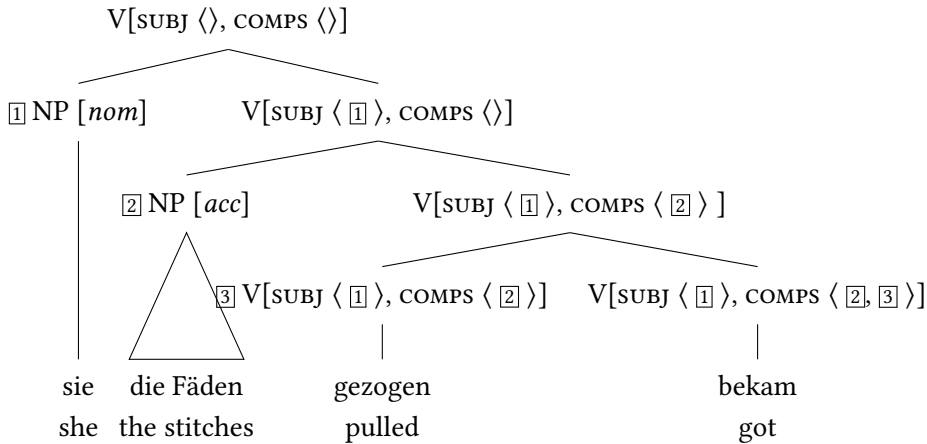 V[SUBJ ⟨⟩, COMPS ⟨⟩]
1 NP [nom] V[SUBJ ⟨ 1 ⟩, COMPS ⟨⟩]
2 NP [acc] V[SUBJ ⟨ 1 ⟩, COMPS ⟨ 2 ⟩ ]
3 V[SUBJ ⟨ 1 ⟩, COMPS ⟨ 2 ⟩] V[SUBJ ⟨ 1 ⟩, COMPS ⟨ 2, 3 ⟩]
sie die Fäden gezogen bekam
she the stitches pulled got